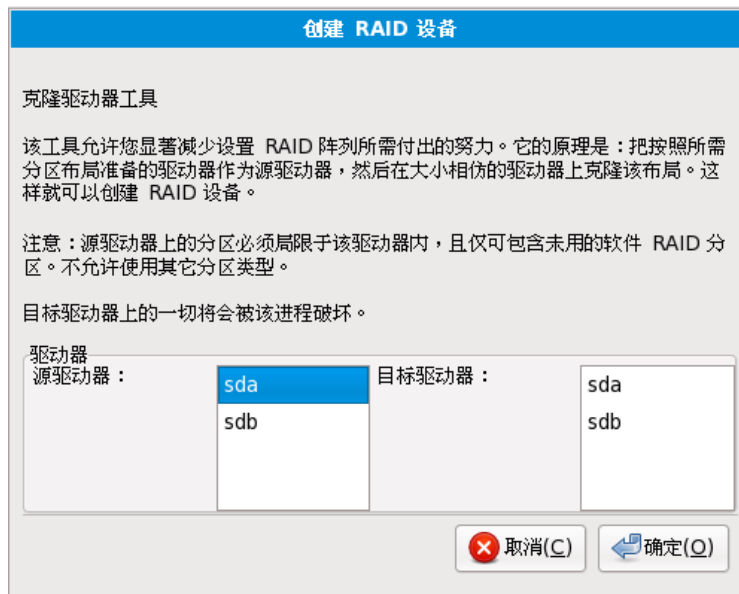 创建 RAID 设备
克隆驱动器工具
该工具允许您显著减少设置 RAID 阵列所需付出的努力。它的原理是：把按照所需
分区布局准备的驱动器作为源驱动器，然后在大小相仿的驱动器上克隆该布局。这
样就可以创建 RAID 设备。
注意：源驱动器上的分区必须局限于该驱动器内，且仅可包含未用的软件 RAID 分
区。不允许使用其它分区类型。
目标驱动器上的一切将会被该进程破坏。
驱动器
源驱动器： sda 目标驱动器： sda
sdb sdb
取消(C) 确定(O)